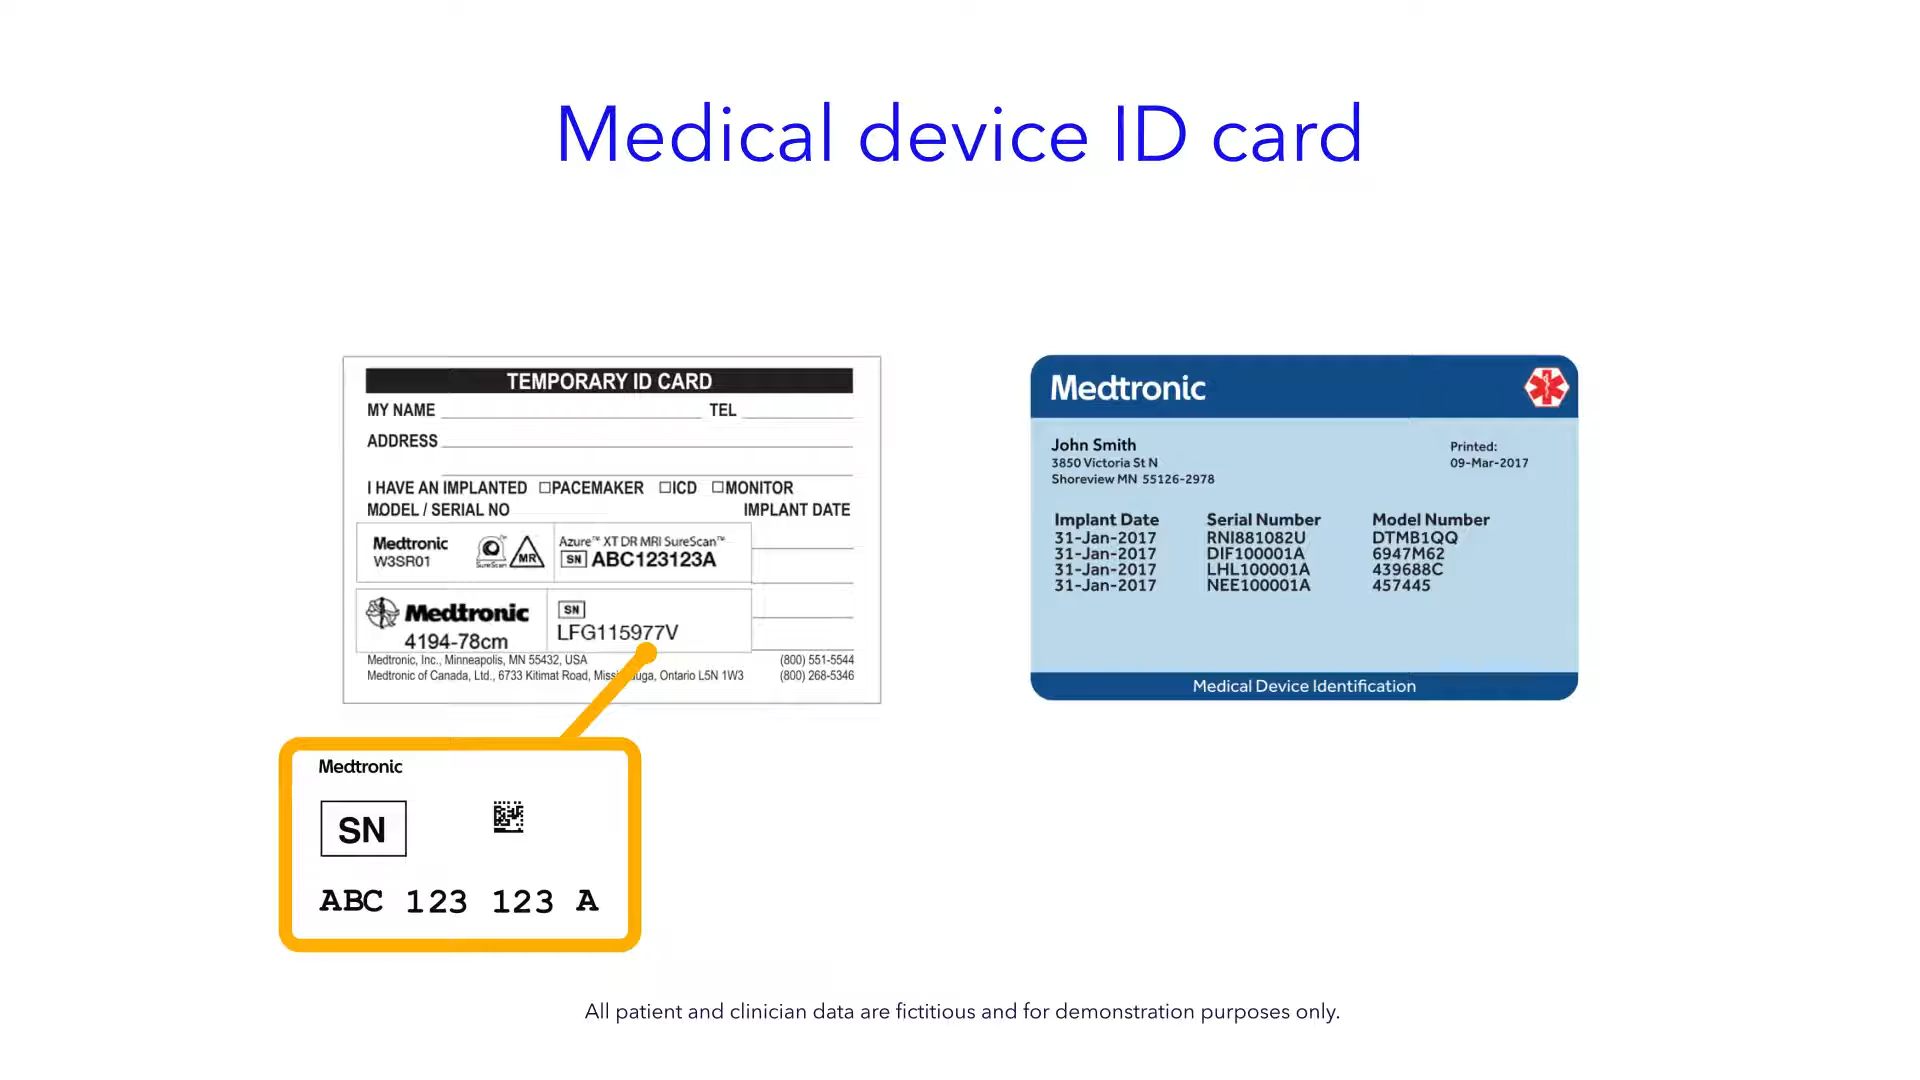 Medical device ID card
TEMPORARY ID CARD
MY NAME TEL
ADDRESS
I HAVE AN IMPLANTED □PACEMAKER □ICD □MONITOR
MODEL / SERIAL NO IMPLANT DATE
Medtronic
W3SR01
SureScan
MR
Azure™ XT DR MRI SureScan™
SN ABC123123A
Medtronic
4194-78cm
SN
LFG115977V
Medtronic, Inc., Minneapolis, MN 55432, USA (800) 551-5544
Medtronic of Canada, Ltd., 6733 Kitimat Road, Ontario L5N 1W3 (800) 268-5346
Medtronic
SN
ABC 123 123 A
Medtronic
John Smith
3850 Victoria St N
Shoreview MN 55126-2978
Printed:
09-Mar-2017
Implant Date Serial Number Model Number
31-Jan-2017 RNI881082U DTMB1QQ
31-Jan-2017 DIF100001A 6947M62
31-Jan-2017 LHL100001A 439688C
31-Jan-2017 NEE100001A 457445
Medical Device Identification
All patient and clinician data are fictitious and for demonstration purposes only.